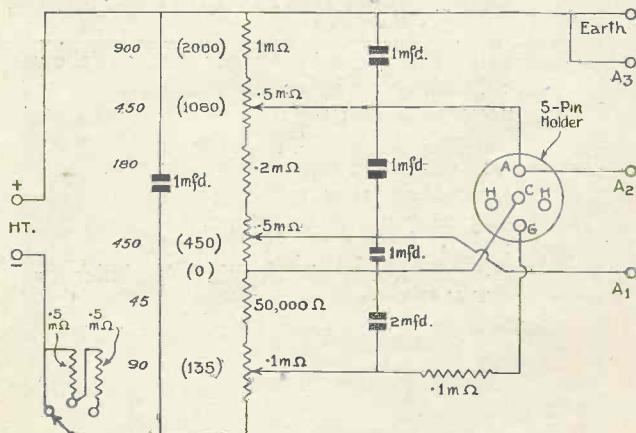 Earth
900 (2000) 1mΩ 1mfd.
A3
.5mΩ
450 (1080)
5-Pin
Holder
180 .2mΩ 1mfd. 1mfd A A2
+ H C H
HT. .5mΩ G
450 (450) 1mfd.
– (0) A1
45 50,000Ω 2mfd.
.5 .5
mΩ mΩ
90 (135) .1mΩ
.1mΩ